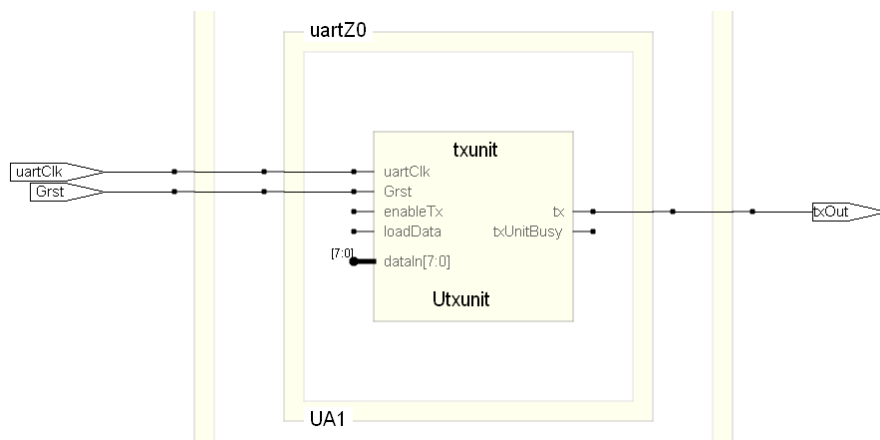 uartZ0
txunit
uartClk
uartClk
Grst
Grst
enableTx
tx
txOut
loadData
txUnitBusy
[7:0]
dataIn[7:0]
Utxunit
UA1